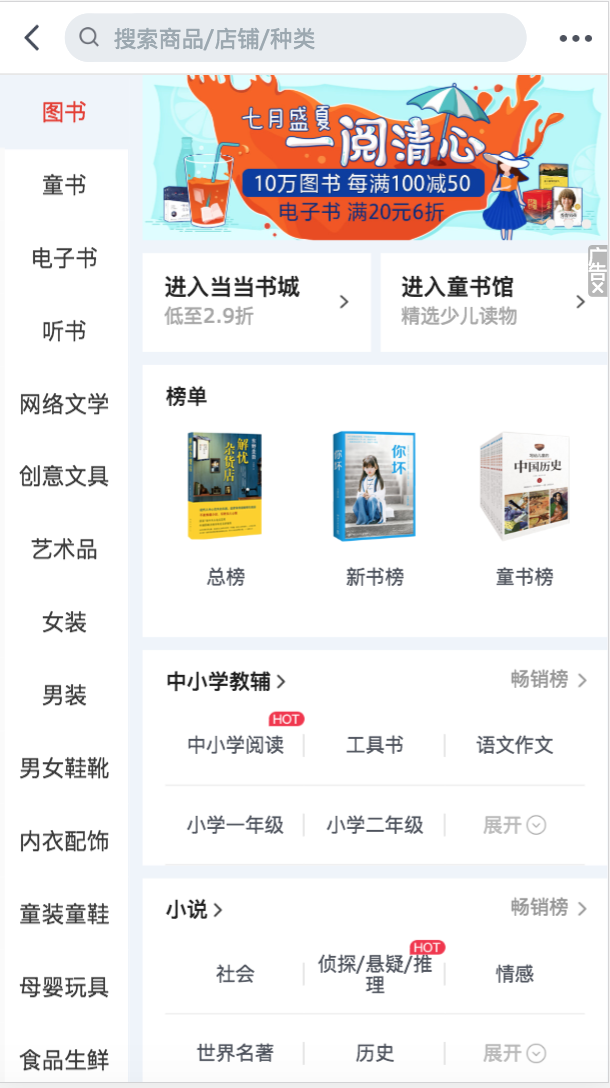 搜索商品/店铺/种类
图书
童书
电子书
听书
网络文学
创意文具
艺术品
女装
男装
男女鞋靴
内衣配饰
童装童鞋
母婴玩具
食品生鲜
七月盛夏
一阅清心
10万图书 每满100减50
电子书 满20元6折
广告
进入当当书城
低至2.9折
进入童书馆
精选少儿读物
榜单
解忧
杂货店
你
坏
中国历史
总榜
新书榜
童书榜
中小学教辅
畅销榜
HOT
中小学阅读
工具书
语文作文
小学一年级
小学二年级
展开
小说
畅销榜
HOT
社会
侦探/悬疑/推
理
情感
世界名著
历史
展开